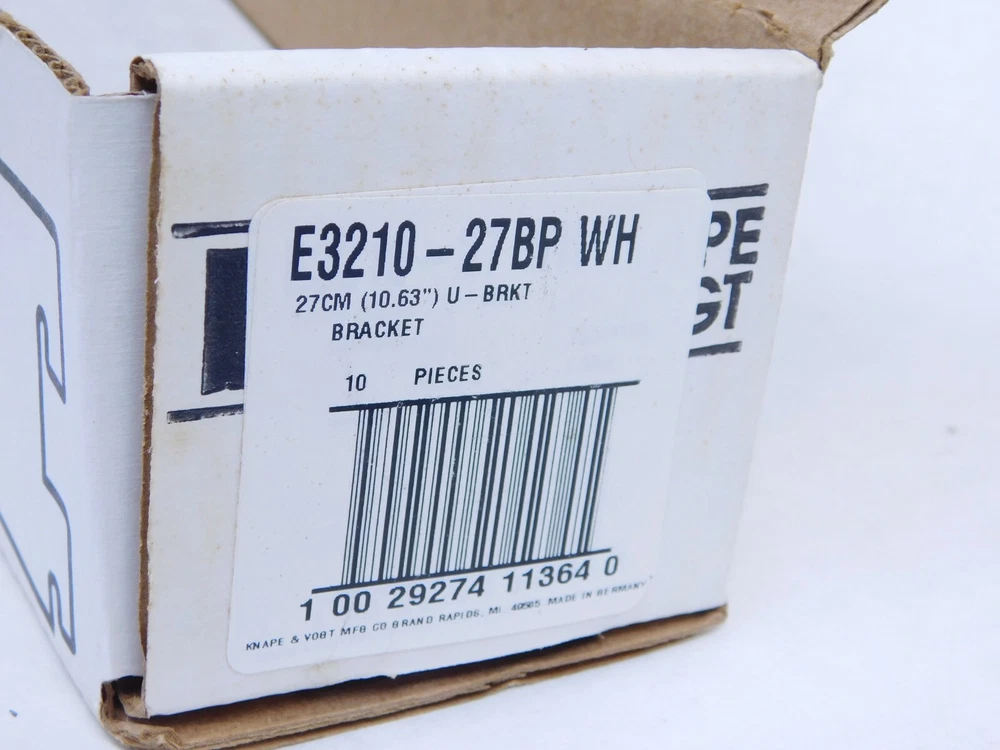 E3210-27BP WH
27CM (10.63") U-BRKT
BRACKET
PE
GT
10 PIECES
1 00 29274 11364 0
KNAPE & VOGT MFG CO GRAND RAPIDS, MI. 49505 MADE IN GERMANY